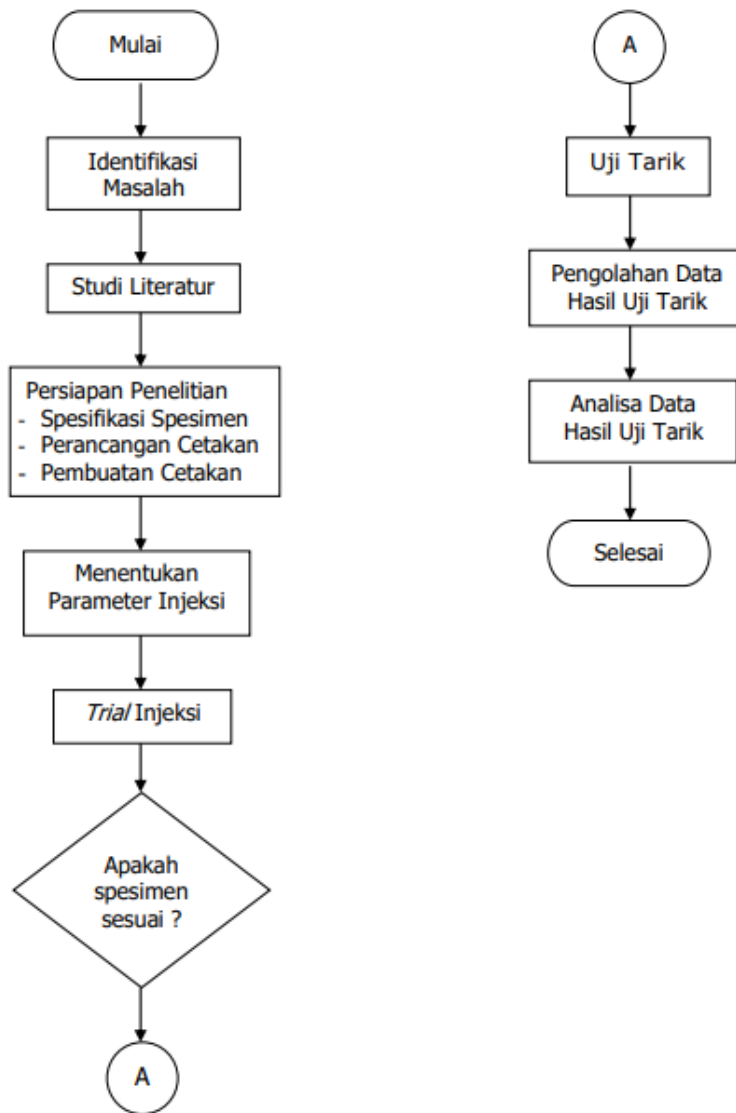 Mulai
Identifikasi
Masalah
Studi Literatur
Persiapan Penelitian
- Spesifikasi Spesimen
- Perancangan Cetakan
- Pembuatan Cetakan
Menentukan
Parameter Injeksi
Trial Injeksi
Apakah
spesimen
sesuai ?
A
A
Uji Tarik
Pengolahan Data
Hasil Uji Tarik
Analisa Data
Hasil Uji Tarik
Selesai